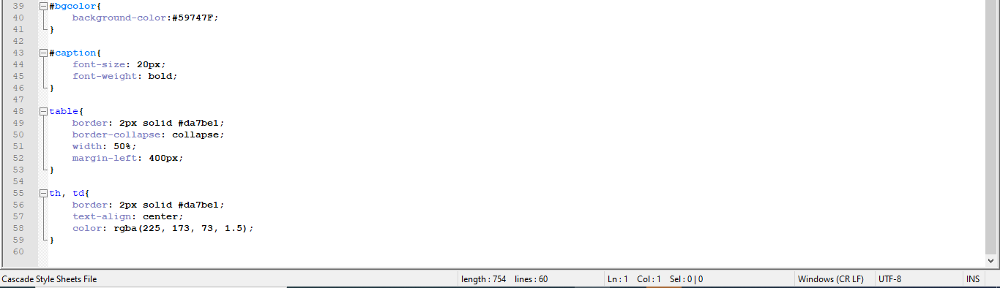 39 #bgcolor{
40 background-color:#59747F;
41 }
42
43 #caption{
44 font-size: 20px;
45 font-weight: bold;
46 }
47
48 table{
49 border: 2px solid #da7be1;
50 border-collapse: collapse;
51 width: 50%;
52 margin-left: 400px;
53 }
54
55 th, td{
56 border: 2px solid #da7be1;
57 text-align: center;
58 color: rgba(225, 173, 73, 1.5);
59 }
60
Cascade Style Sheets File length : 754 lines : 60 Ln : 1 Col : 1 Sel : 0 | 0 Windows (CR LF) UTF-8 INS